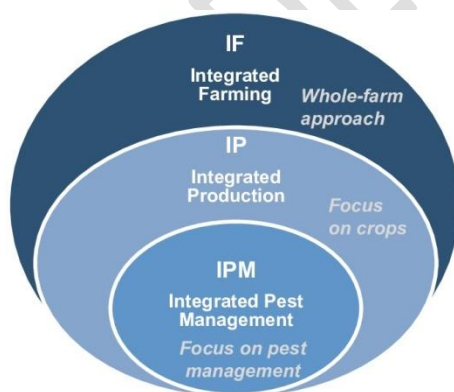 IF
Integrated
Farming
Whole-farm
approach
IP
Integrated
Production
Focus
on crops
IPM
Integrated Pest
Management
Focus on pest
management